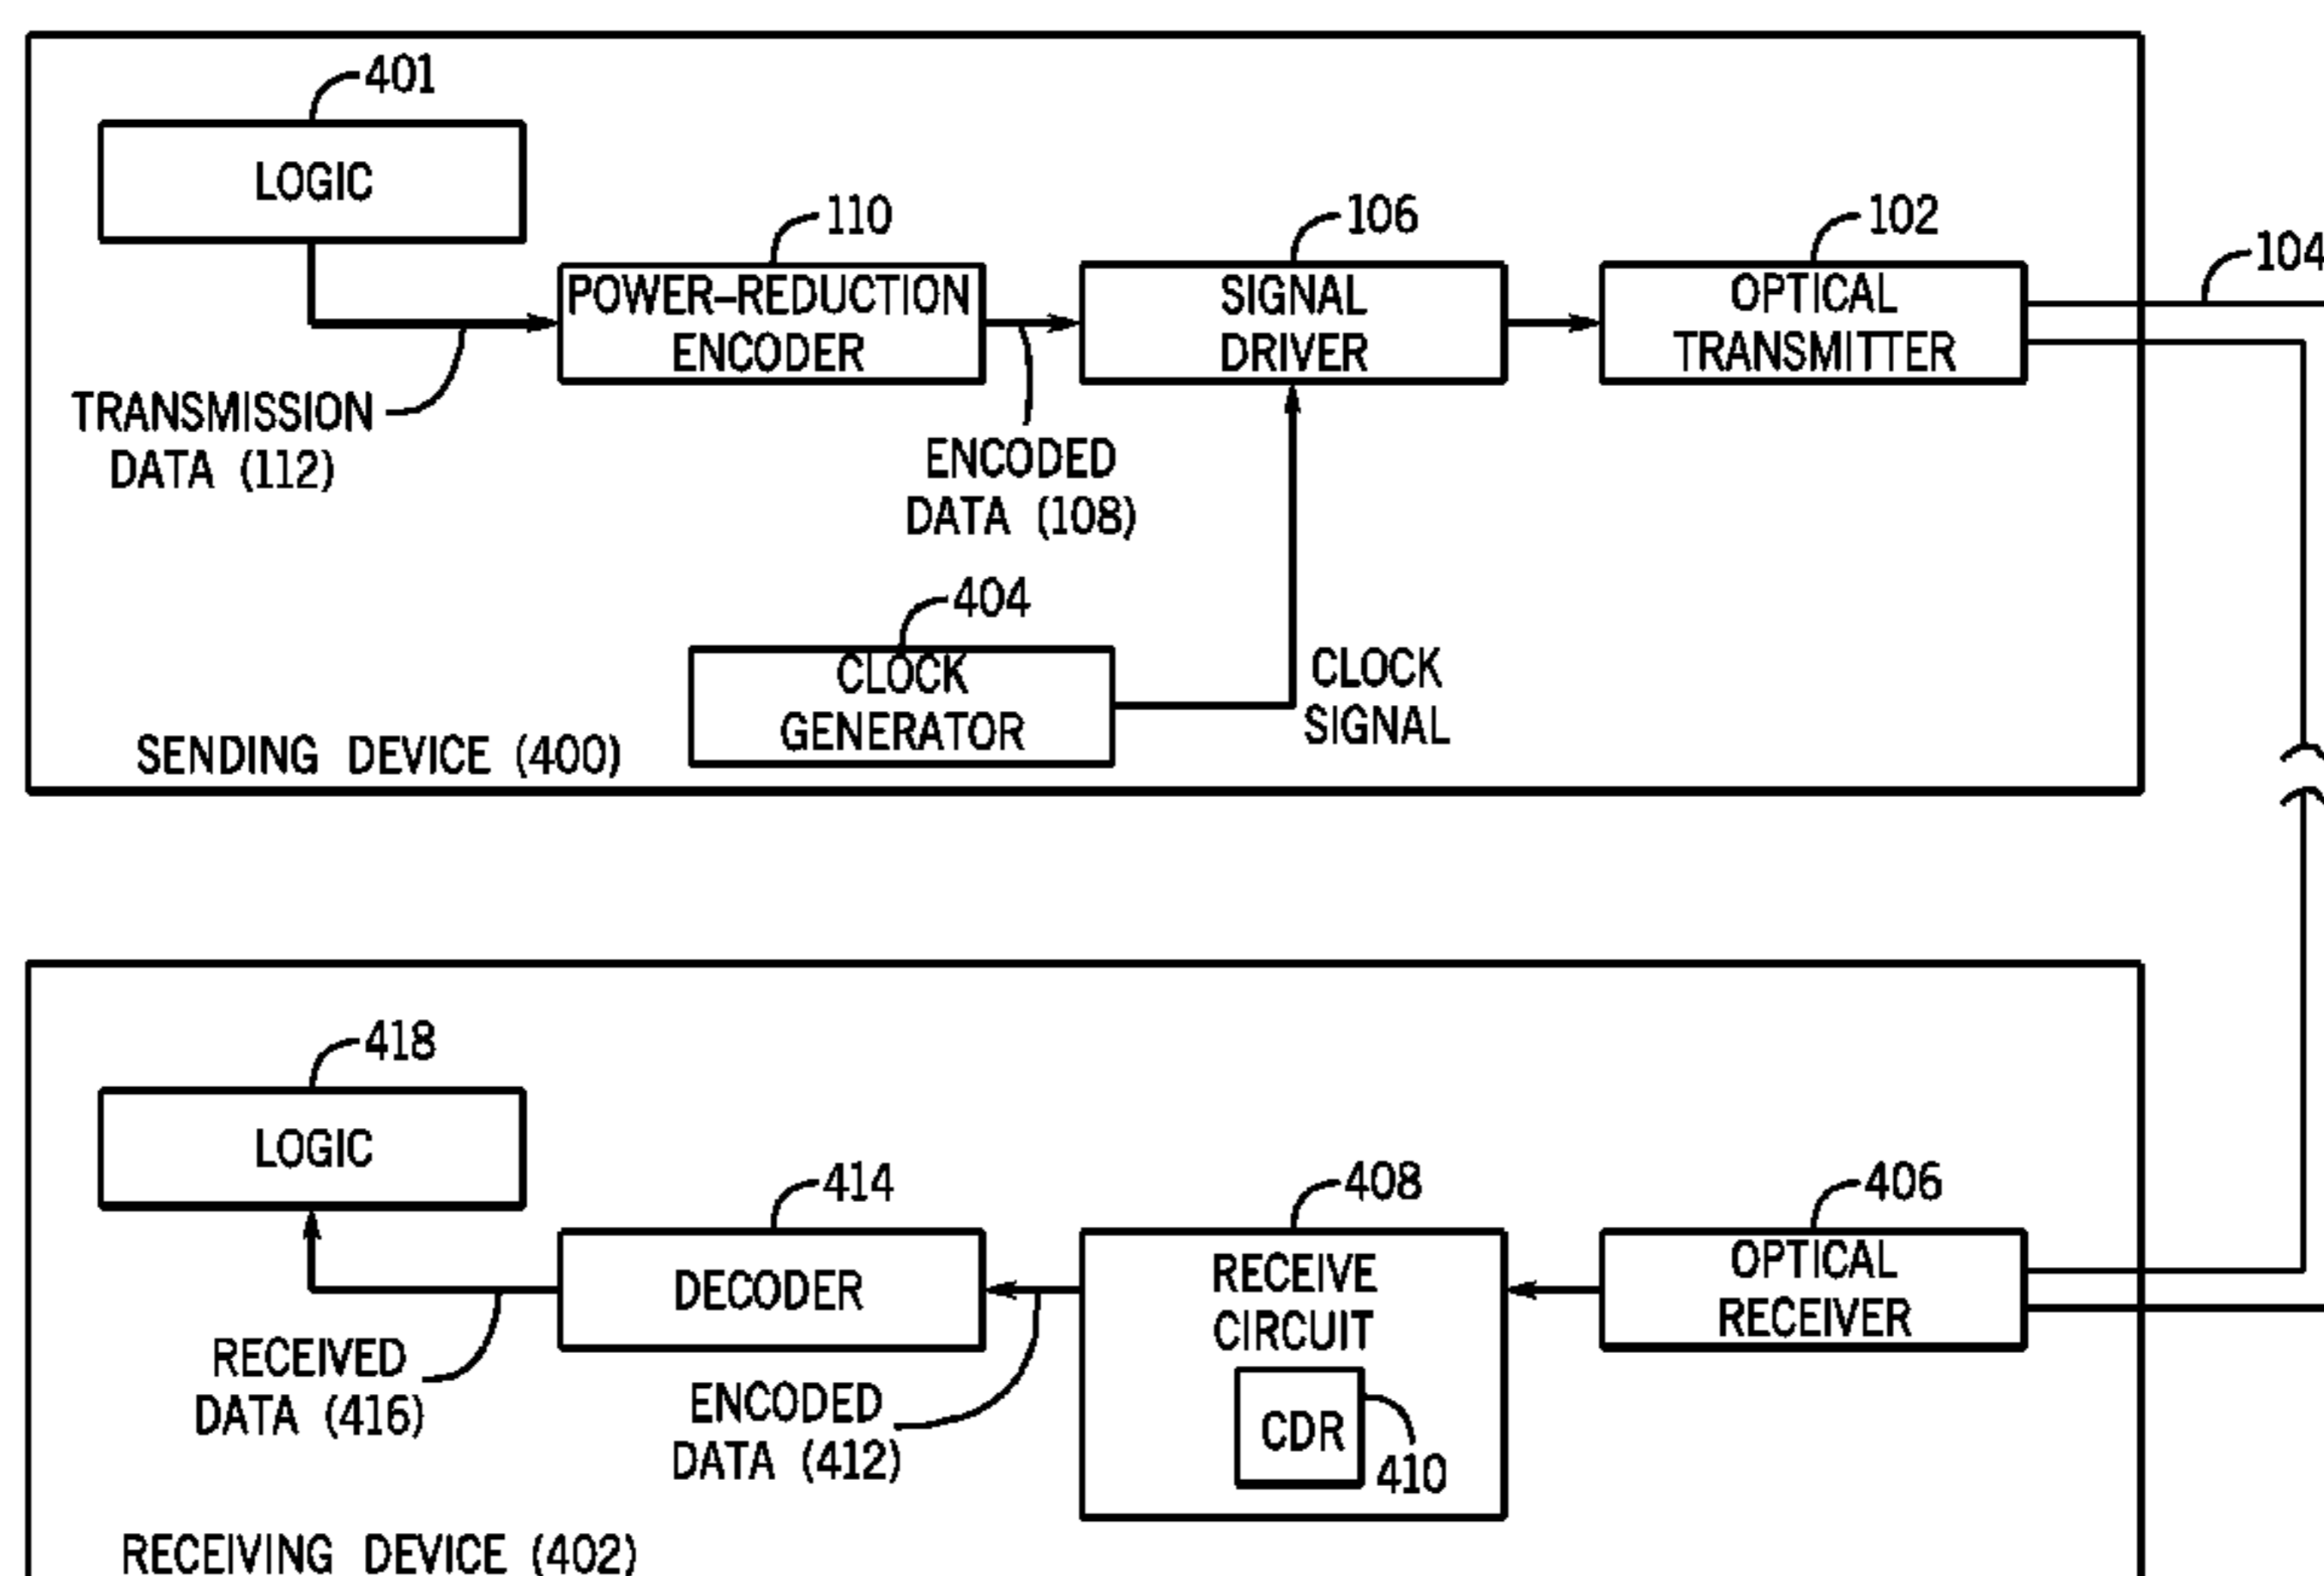 401
LOGIC
110
106
102
104
POWER-REDUCTION
ENCODER
SIGNAL
DRIVER
OPTICAL
TRANSMITTER
TRANSMISSION
DATA (112)
ENCODED
DATA (108)
404
CLOCK
GENERATOR
CLOCK
SIGNAL
SENDING DEVICE (400)
418
LOGIC
414
408
406
DECODER
RECEIVE
CIRCUIT
OPTICAL
RECEIVER
RECEIVED
DATA (416)
ENCODED
DATA (412)
CDR
410
RECEIVING DEVICE (402)